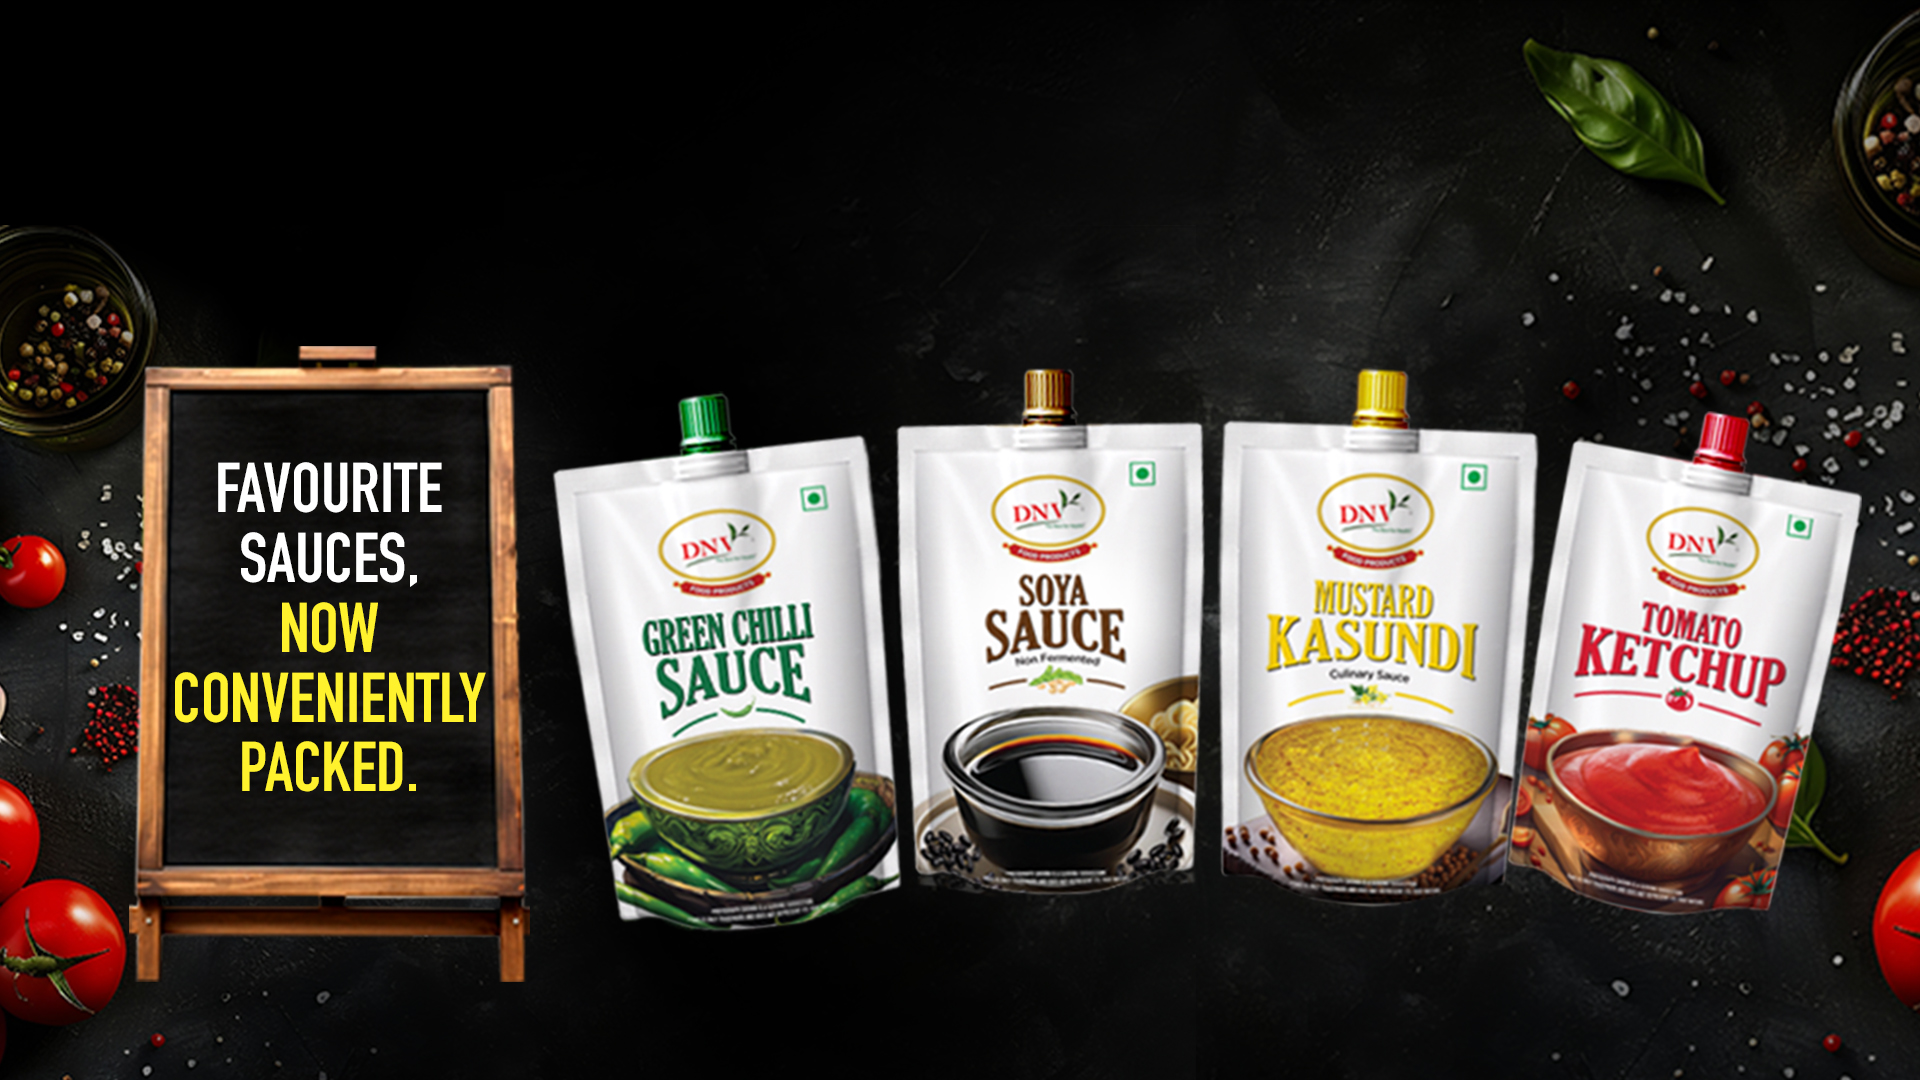 FAVOURITE
SAUCES,
NOW
CONVENIENTLY
PACKED.
DNV
FOOD PRODUCTS
GREEN CHILLI
SAUCE
DNV
FOOD PRODUCTS
SOYA
SAUCE
Non Fermented
DNV
FOOD PRODUCTS
MUSTARD
KASUNDI
Culinary Sauce
DNV
FOOD PRODUCTS
TOMATO
KETCHUP